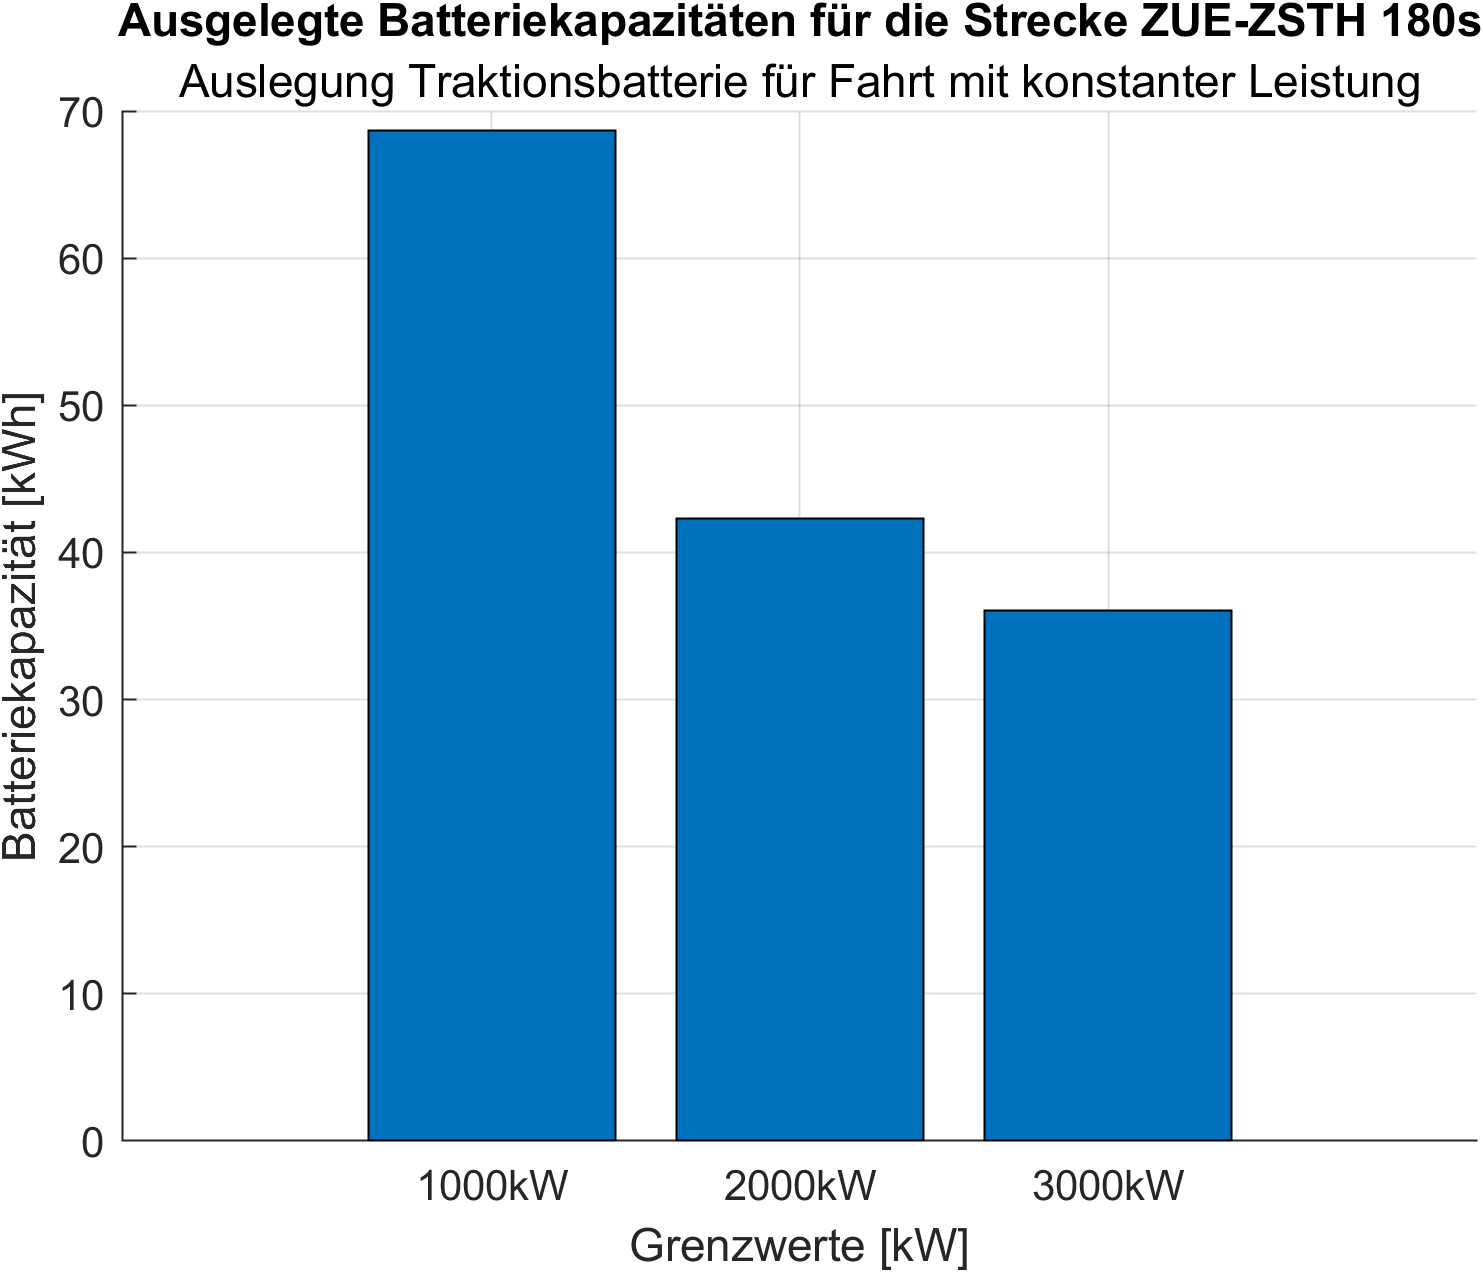 Ausgelegte Batteriekapazitäten für die Strecke ZUE-ZSTH 180s
Auslegung Traktionsbatterie für Fahrt mit konstanter Leistung
Batteriekapazität [kWh]
70
60
50
40
30
20
10
0
1000kW 2000kW 3000kW
Grenzwerte [kW]